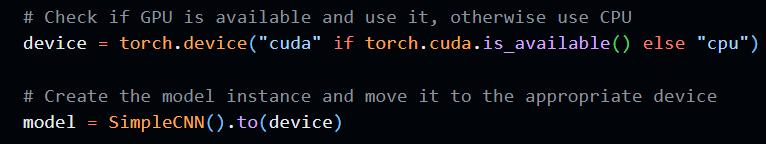 # Check if GPU is available and use it, otherwise use CPU
device = torch.device("cuda" if torch.cuda.is_available() else "cpu")
# Create the model instance and move it to the appropriate device
model = SimpleCNN().to(device)